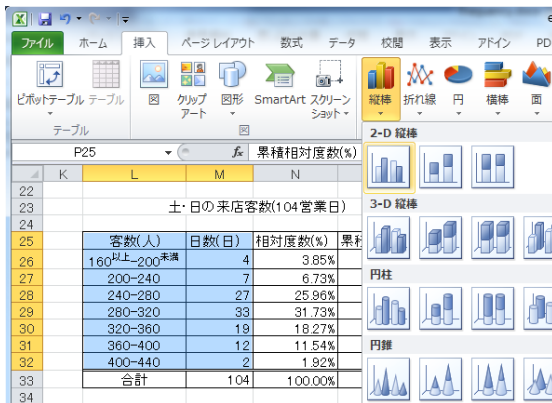 ファイル ホーム 挿入 ページ レイアウト 数式 データ 校閲 表示 アドイン PD
ピボットテーブル テーブル 図 クリップアート 図形 SmartArt スクリーンショット 縦棒 折れ線 円 横棒 面
テーブル 図
P25 fx 累積相対度数(%)
2-D 縦棒
K L M N
22
23 土・日の来店客数(104営業日)
3-D 縦棒
24
25 客数(人) 日数(日) 相対度数(%) 累積
26 160以上-200未満 4 3.85%
円柱
27 200-240 7 6.73%
28 240-280 27 25.96%
29 280-320 33 31.73%
30 320-360 19 18.27%
円錐
31 360-400 12 11.54%
32 400-440 2 1.92%
33 合計 104 100.00%
34